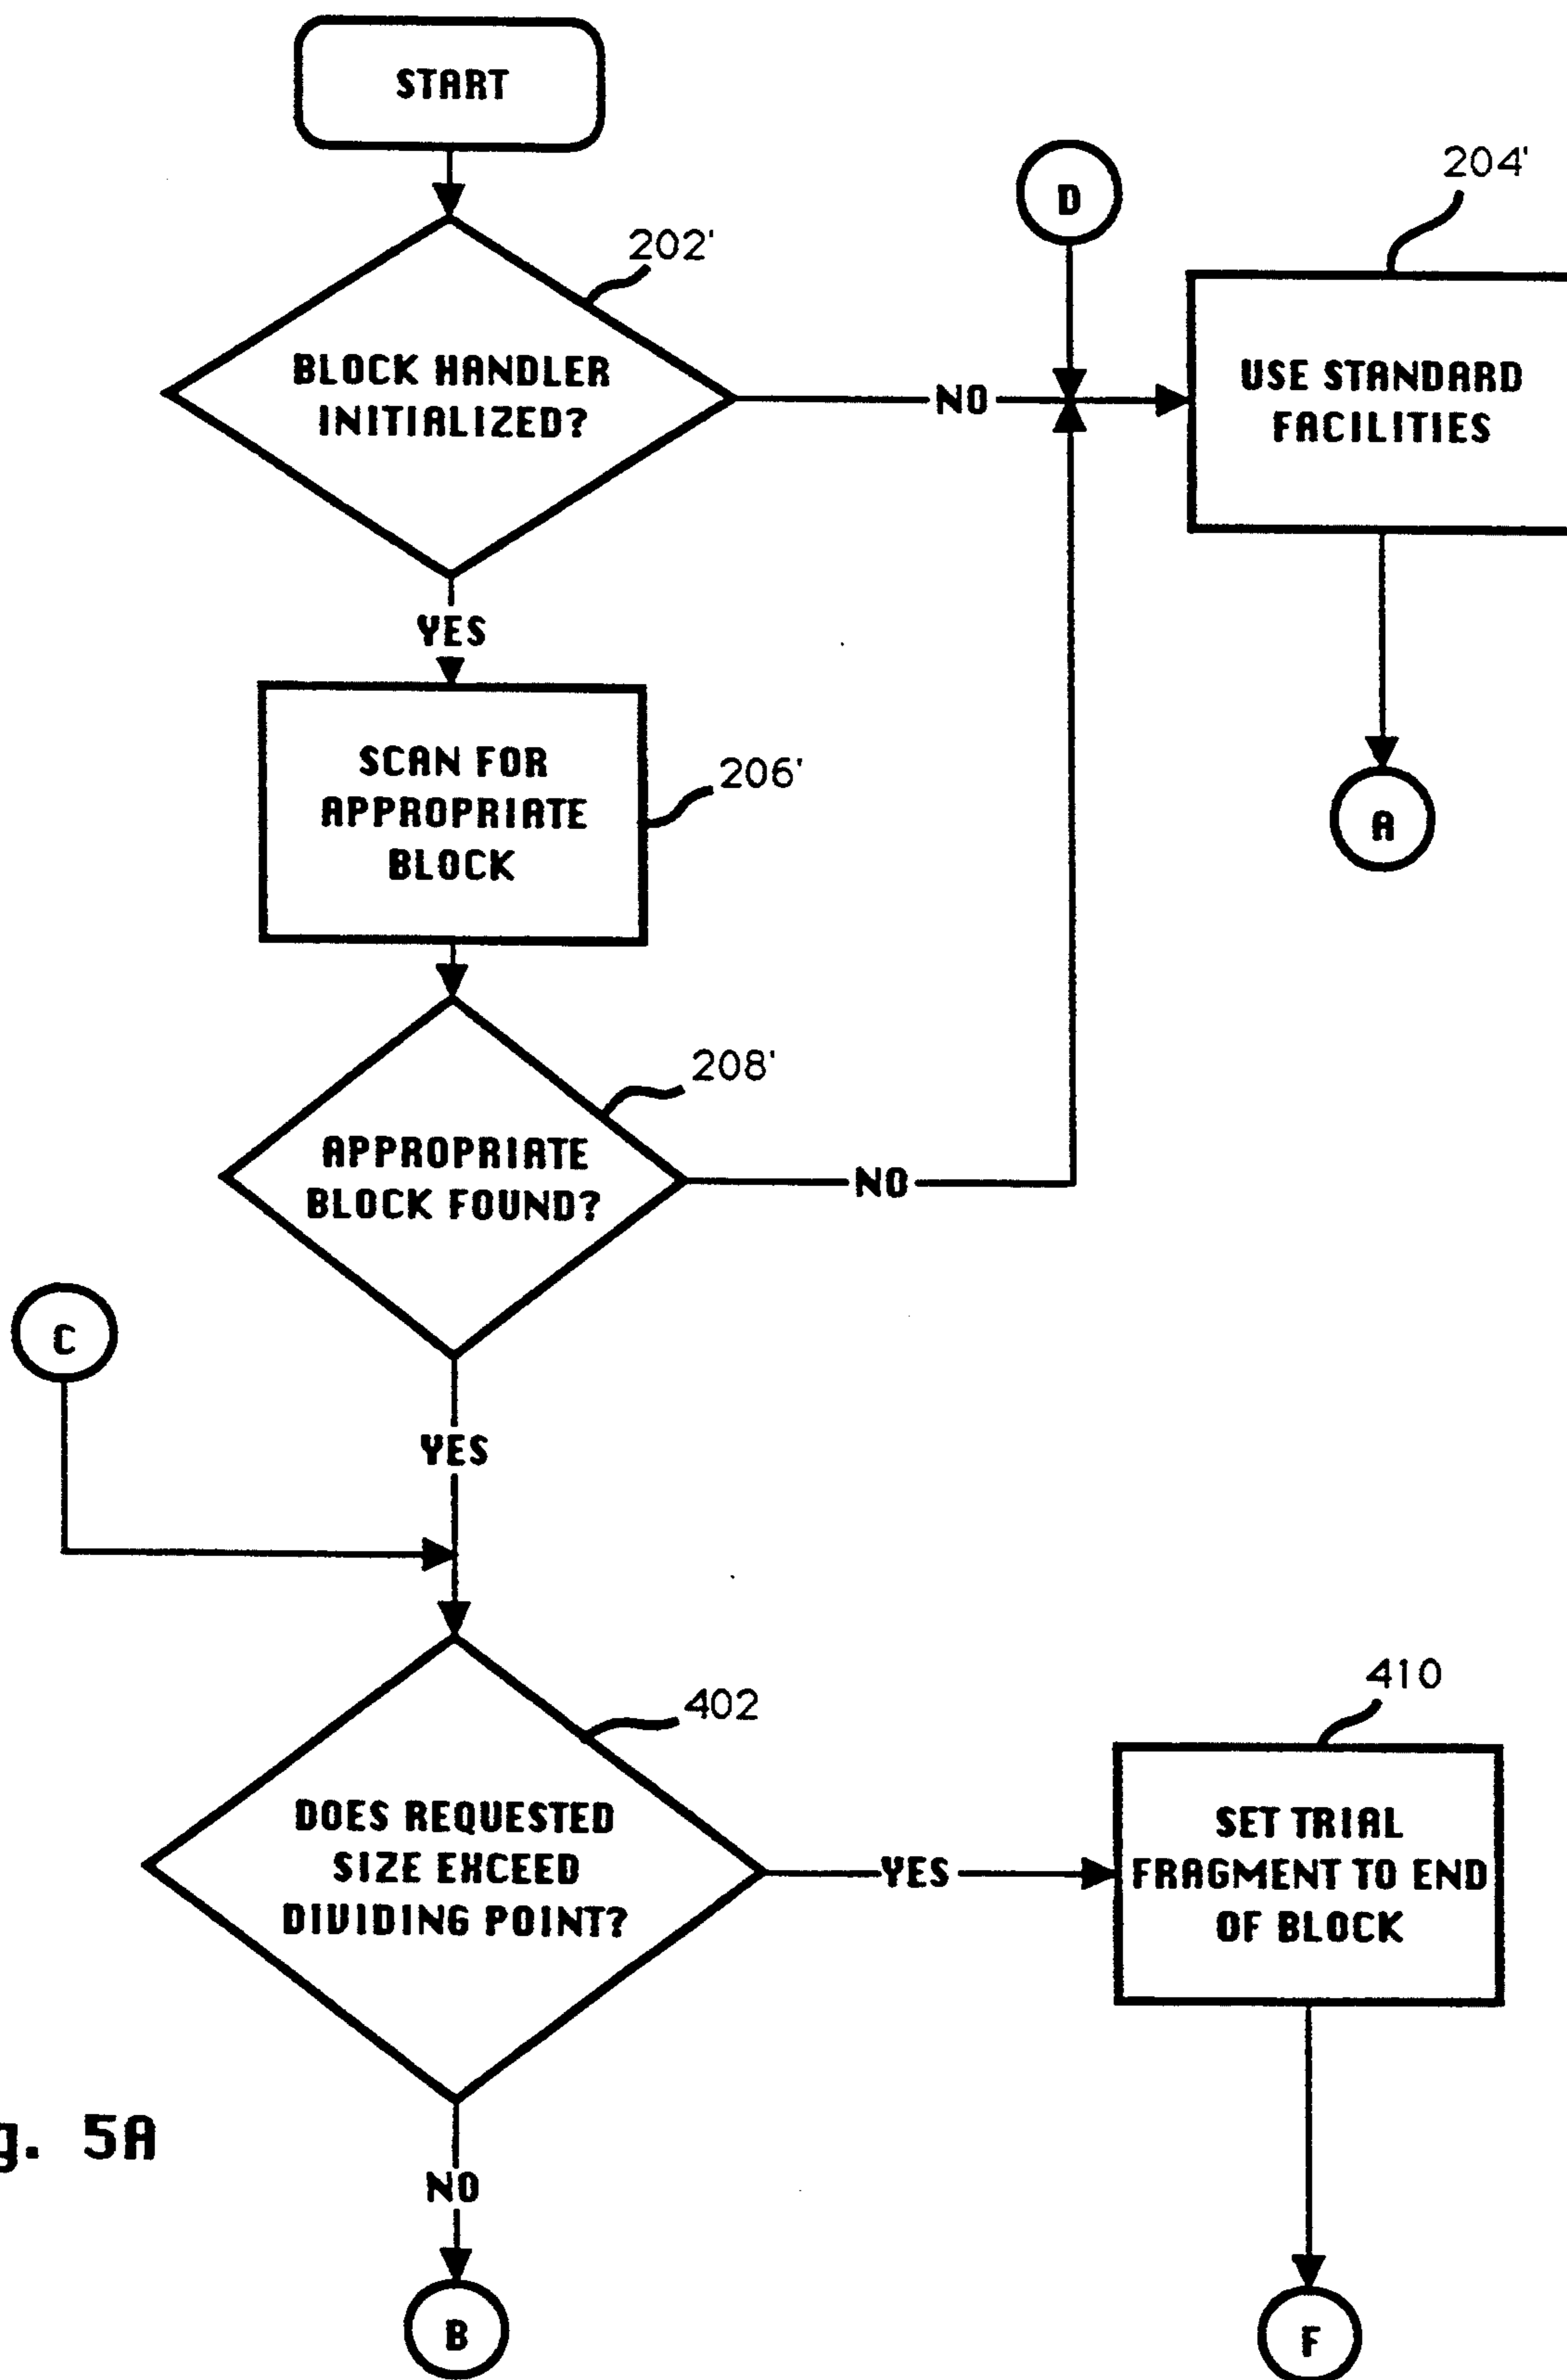 START
202'
BLOCK HANDLER
INITIALIZED?
NO
D
204'
USE STANDARD
FACILITIES
A
YES
SCAN FOR
APPROPRIATE
BLOCK
206'
208'
APPROPRIATE
BLOCK FOUND?
NO
C
YES
402
DOES REQUESTED
SIZE EXCEED
DIVIDING POINT?
YES
410
SET TRIAL
FRAGMENT TO END
OF BLOCK
g. 5A
NO
B
F